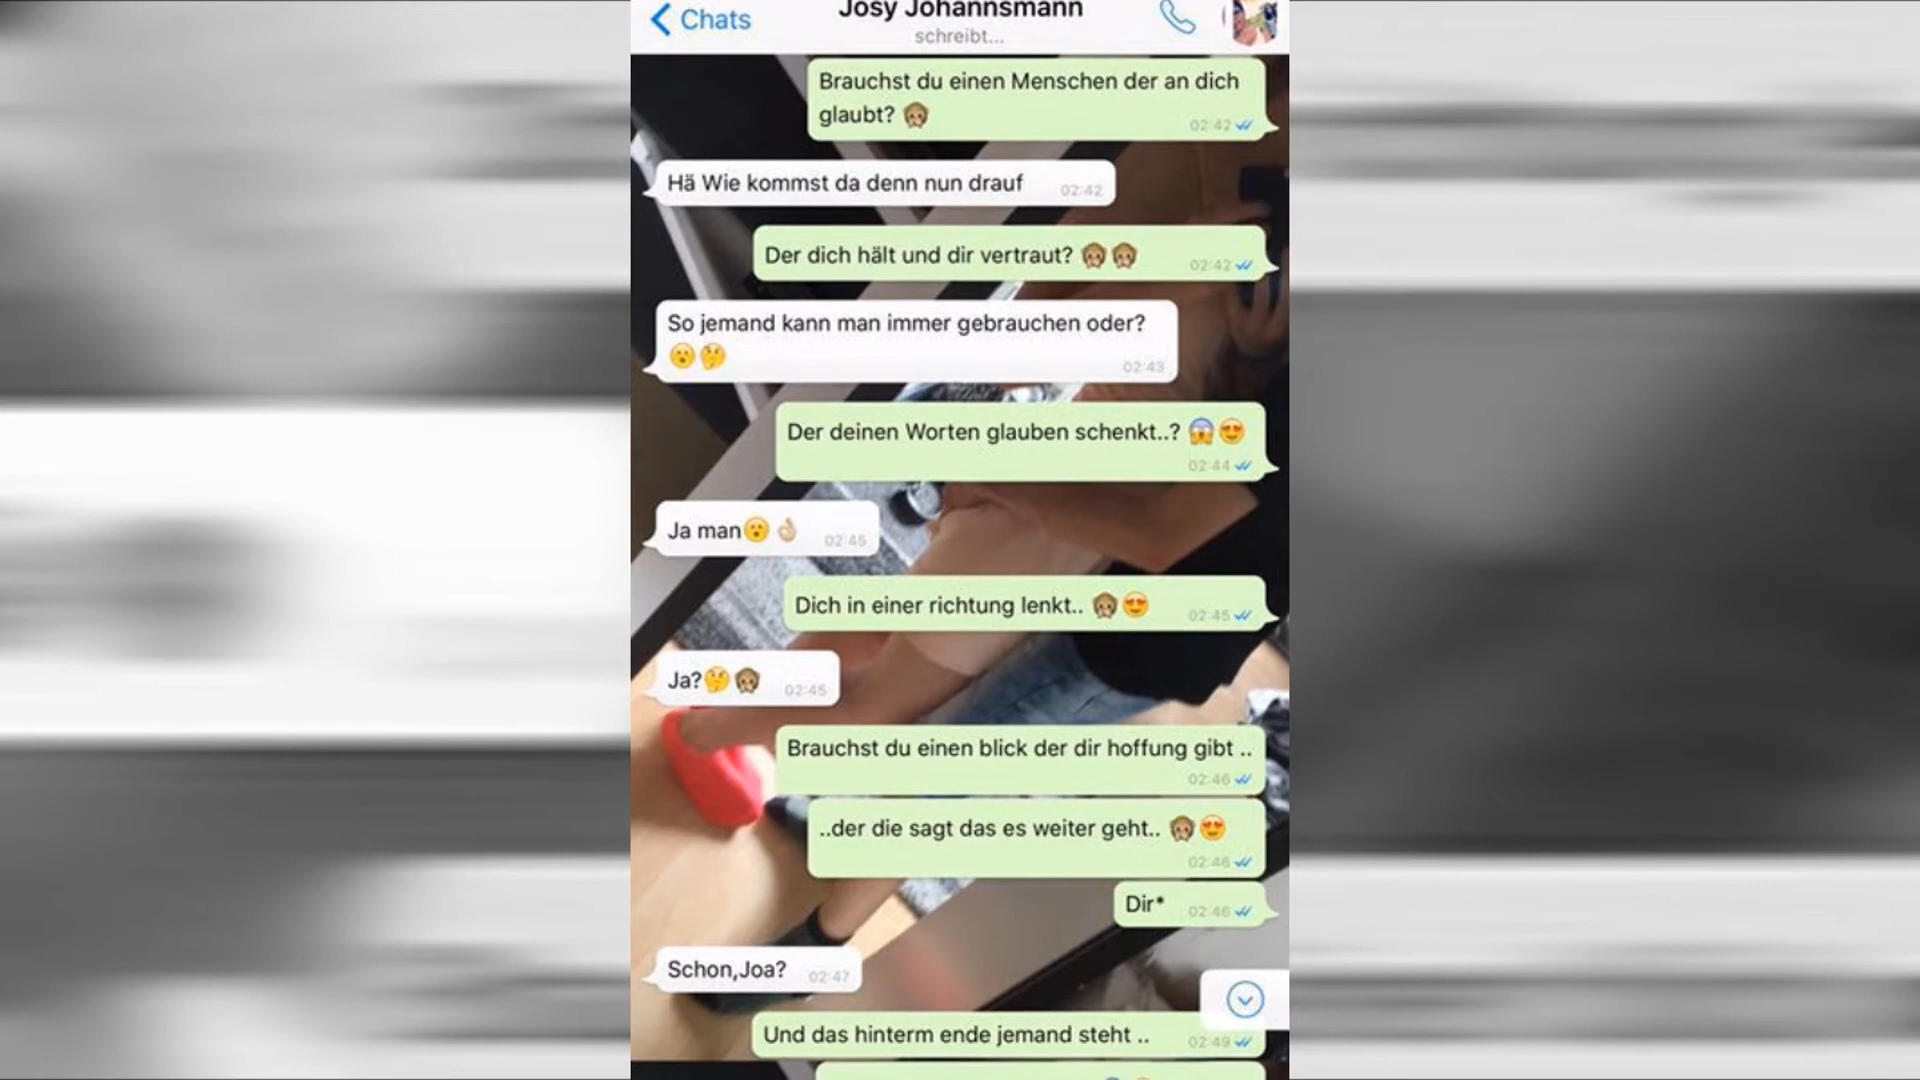 Chats
Josy Johannsmann
schreibt...
Brauchst du einen Menschen der an dich
glaubt? 🙊
02:42
Hä Wie kommst da denn nun drauf
02:42
Der dich hält und dir vertraut? 🙊🙊
02:42
So jemand kann man immer gebrauchen oder?
😮🤔
02:43
Der deinen Worten glauben schenkt..? 😱😍
02:44
Ja man😮👌🏼
02:45
Dich in einer richtung lenkt.. 🙊😍
02:45
Ja?🤔🙊
02:45
Brauchst du einen blick der dir hoffung gibt ..
02:46
..der die sagt das es weiter geht.. 🙊😍
02:46
Dir*
02:46
Schon,Joa?
02:47
Und das hinterm ende jemand steht ..
02:49